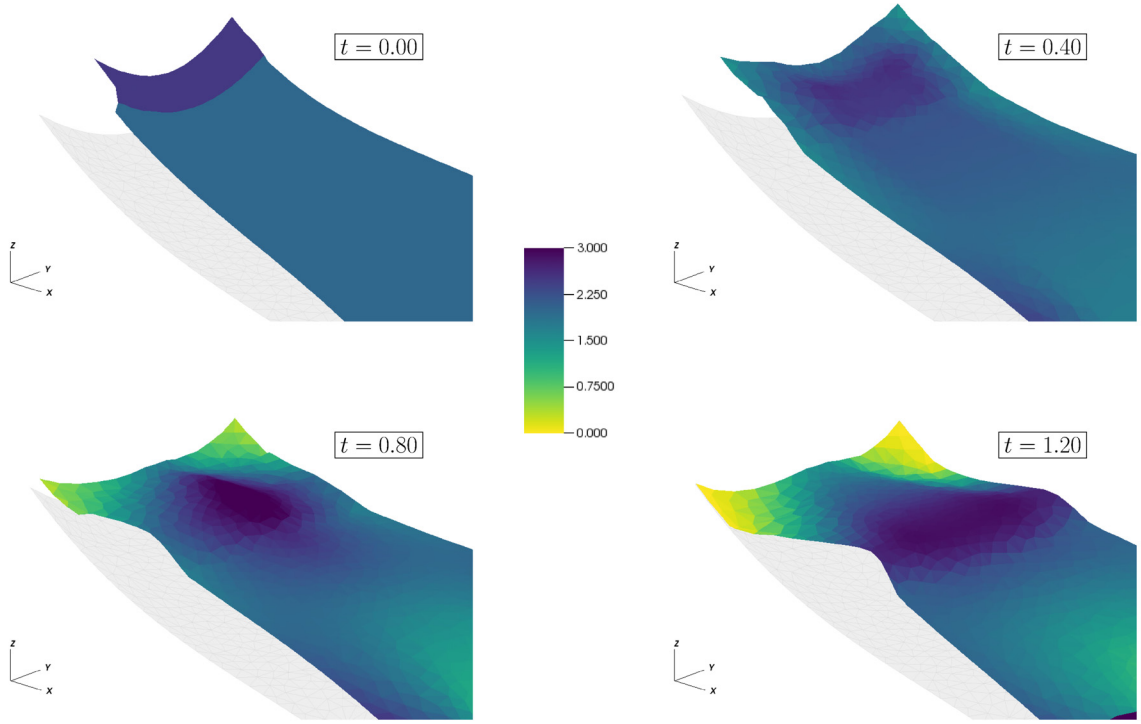 t = 0.00
t = 0.40
Z
Y
X
Z
Y
X
3.000
2.250
1.500
0.7500
0.000
t = 0.80
t = 1.20
Z
Y
X
Z
Y
X